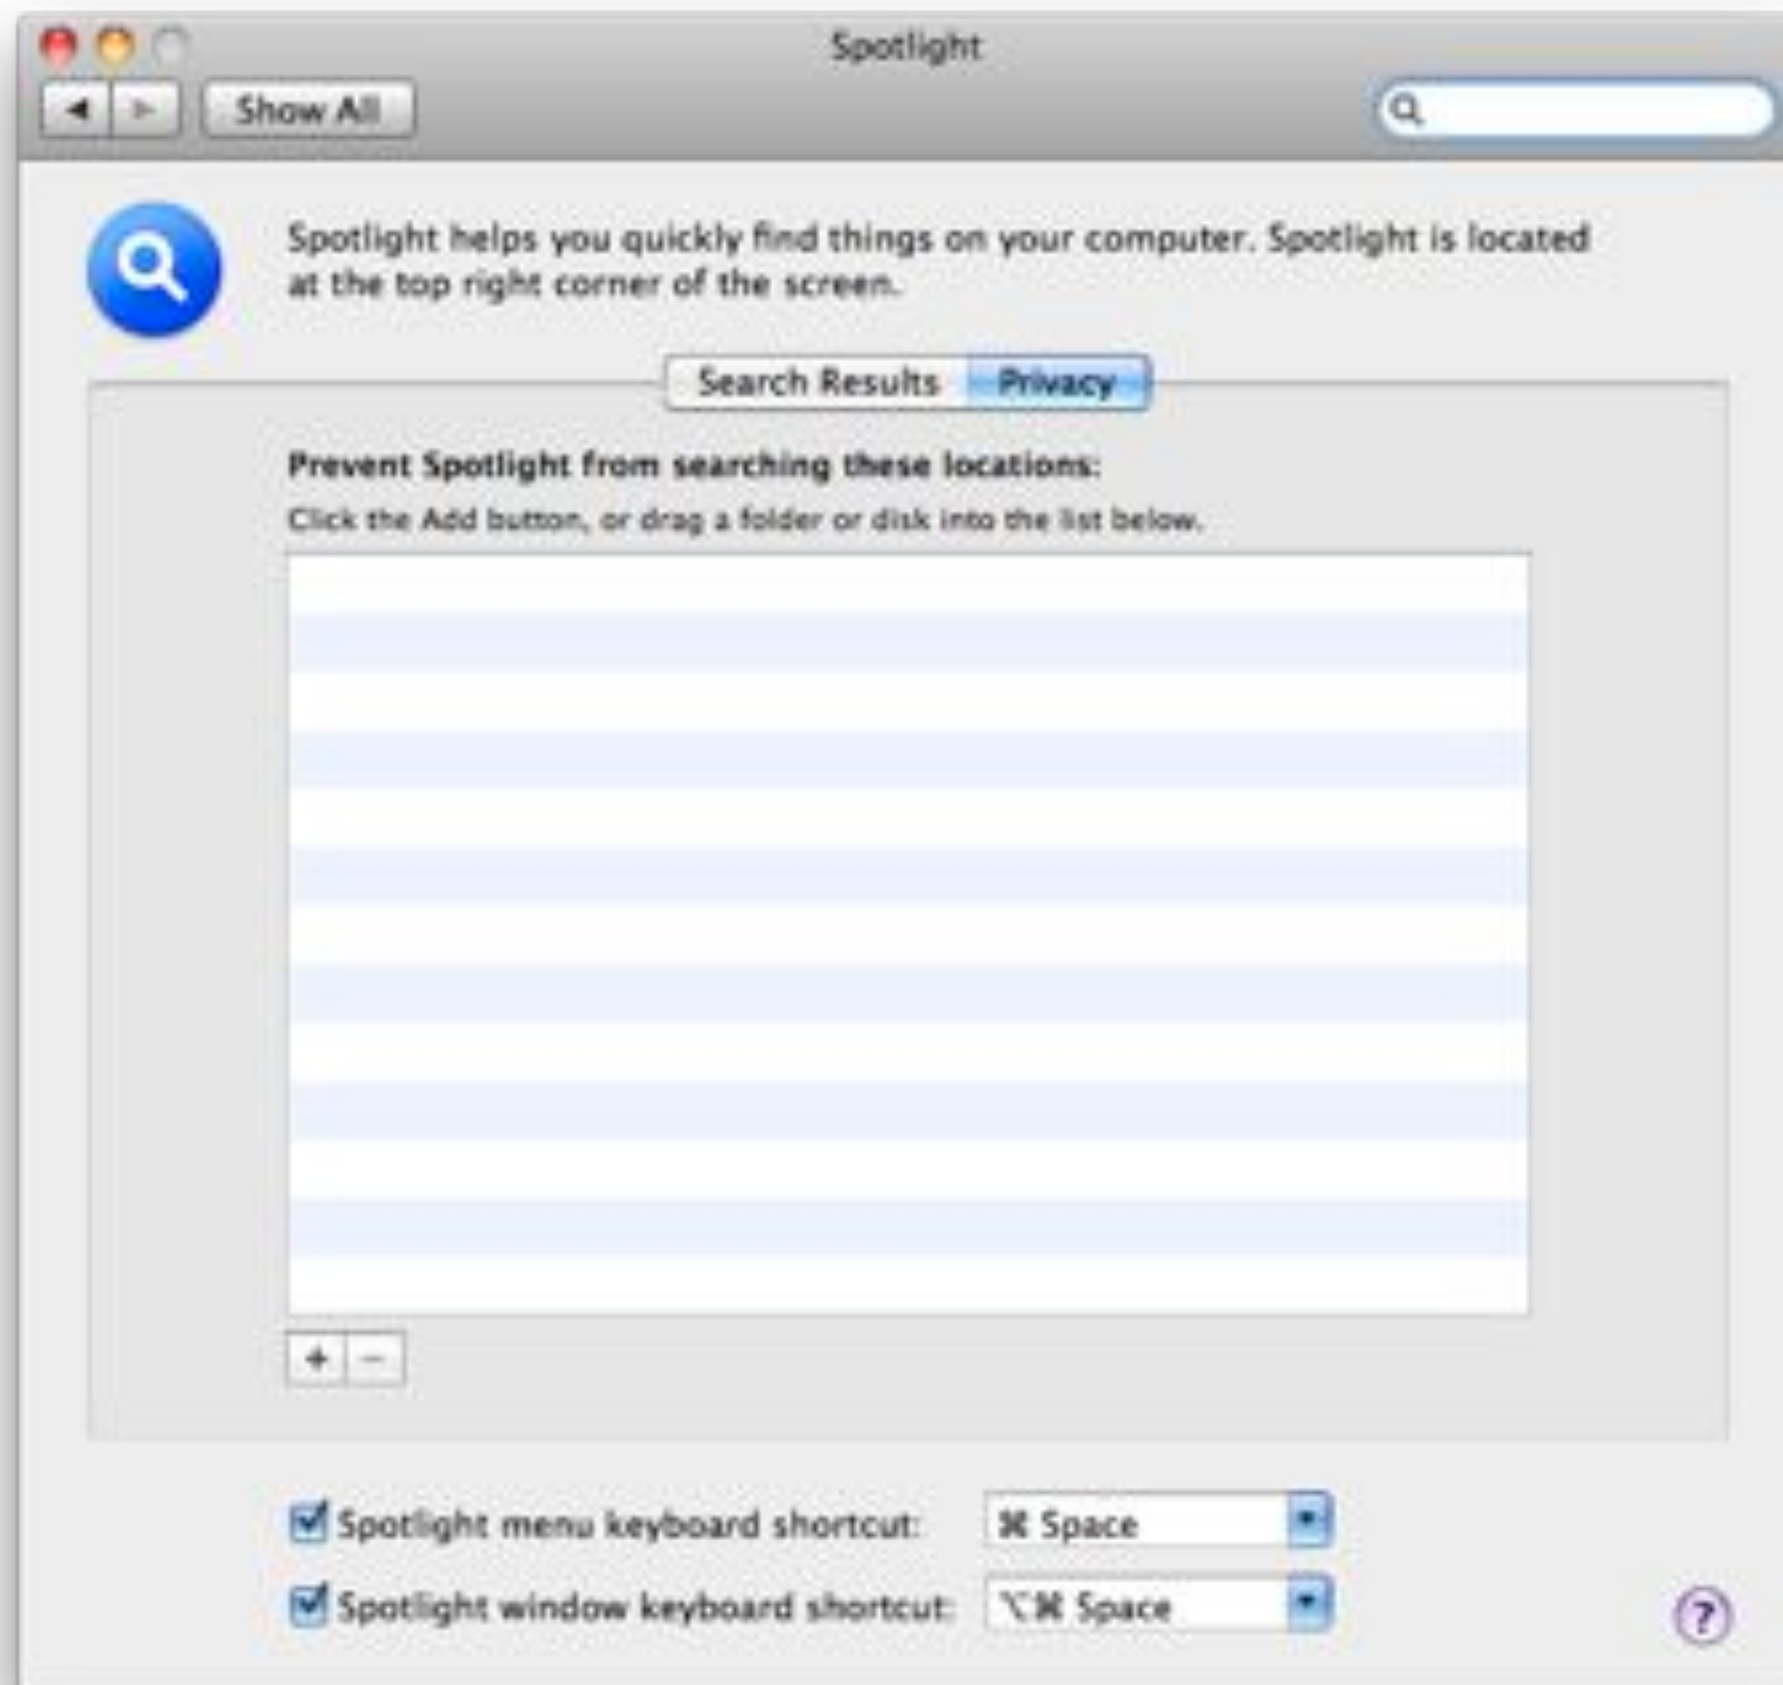 Spotlight
Show All
Spotlight helps you quickly find things on your computer. Spotlight is located
at the top right corner of the screen.
Search Results Privacy
Prevent Spotlight from searching these locations:
Click the Add button, or drag a folder or disk into the list below.
+ −
Spotlight menu keyboard shortcut: ⌘ Space
Spotlight window keyboard shortcut: ⌥⌘ Space
?